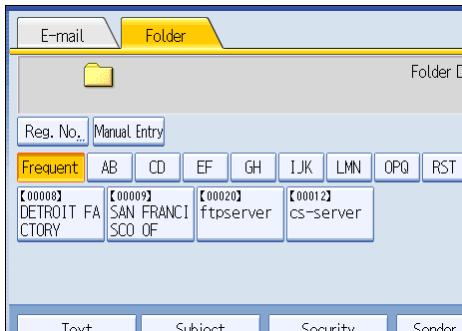 E-mail Folder
Folder D
Reg. No... Manual Entry
Frequent AB CD EF GH IJK LMN OPQ RST
【00008】 【00009】 【00020】 【00012】
DETROIT FA SAN FRANCI ftpserver cs-server
CTORY SCO OF
Text Subject Security Sender